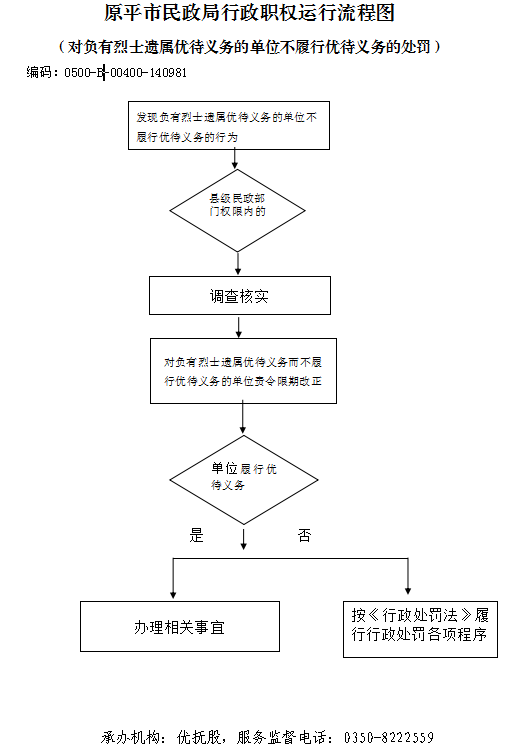 原平市民政局行政职权运行流程图
（对负有烈士遗属优待义务的单位不履行优待义务的处罚）
编码：0500-B-00400-140981
发现负有烈士遗属优待义务的单位不
履行优待义务的行为
县级民政部
门权限内的
调查核实
对负有烈士遗属优待义务而不履
行优待义务的单位责令限期改正
单位履行优
待义务
是 否
办理相关事宜
按《行政处罚法》履
行行政处罚各项程序
承办机构：优抚股，服务监督电话：0350-8222559